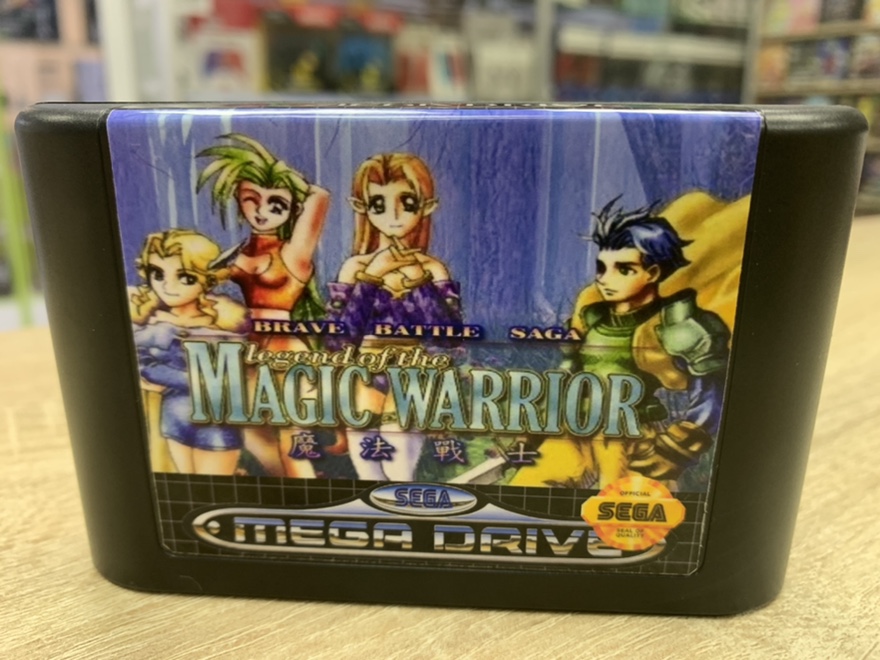 BRAVE BATTLE SAGA
legend of the
MAGIC WARRIOR
魔法戰士
SEGA
MEGA DRIVE
OFFICIAL
SEGA
SEAL OF
QUALITY